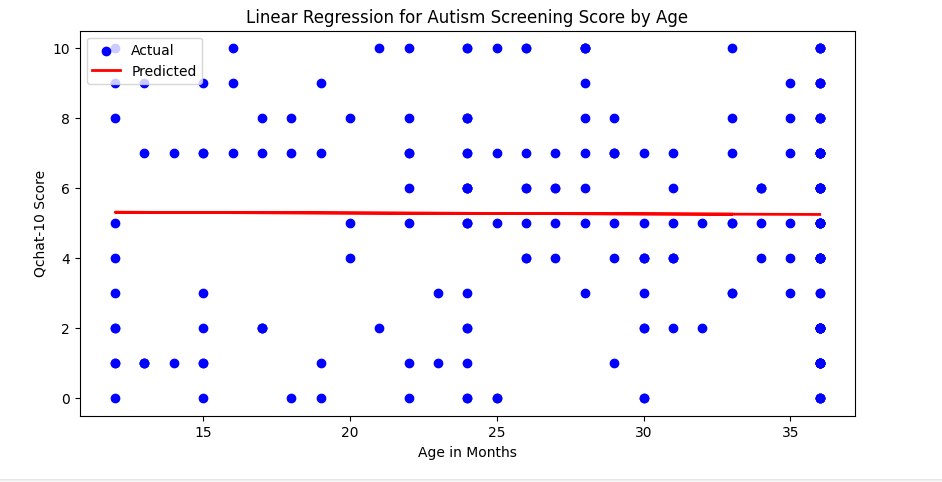 Linear Regression for Autism Screening Score by Age
Actual
Predicted
10
8
6
4
2
0
Qchat-10 Score
15
20
25
30
35
Age in Months